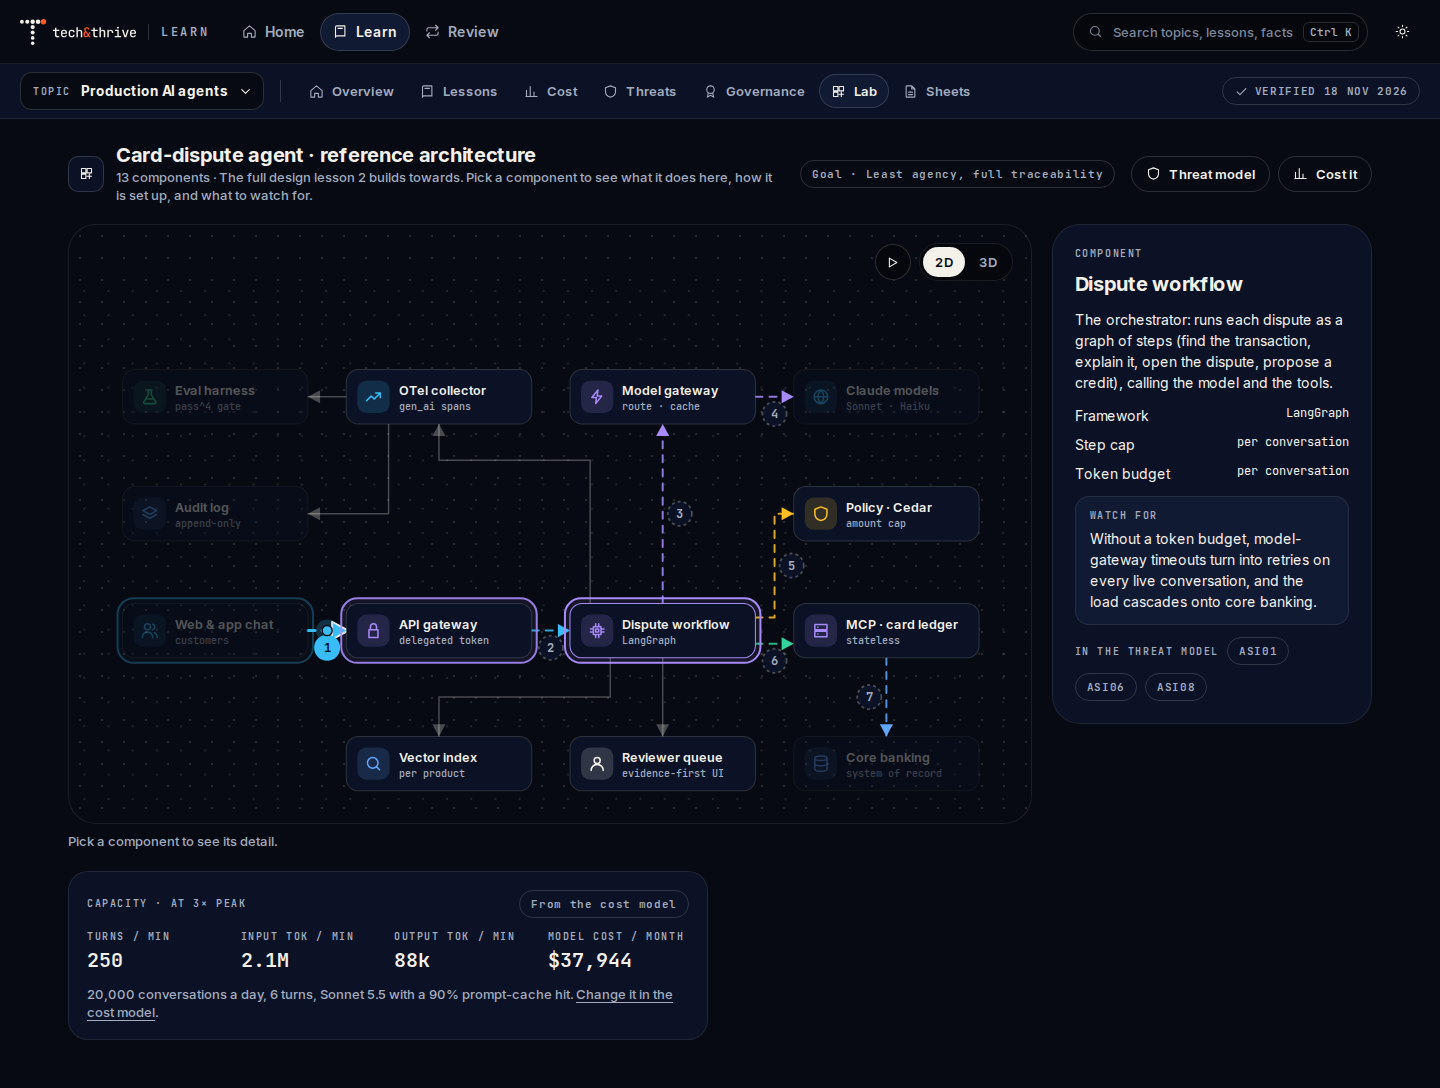 tech&thrive LEARN Home Learn Review Search topics, lessons, facts Ctrl K
TOPIC Production AI agents Overview Lessons Cost Threats Governance Lab Sheets VERIFIED 18 NOV 2026
Card-dispute agent · reference architecture
13 components · The full design lesson 2 builds towards. Pick a component to see what it does here, how it
is set up, and what to watch for.
Goal · Least agency, full traceability
Threat model
Cost it
2D 3D
Eval harness
pass^4 gate
OTel collector
gen_ai spans
Model gateway
route · cache
4
Claude models
Sonnet · Haiku
Audit log
append-only
3
Policy · Cedar
amount cap
5
Web & app chat
customers
1
API gateway
delegated token
2
Dispute workflow
LangGraph
6
MCP · card ledger
stateless
7
Vector index
per product
Reviewer queue
evidence-first UI
Core banking
system of record
Pick a component to see its detail.
COMPONENT
Dispute workflow
The orchestrator: runs each dispute as a
graph of steps (find the transaction,
explain it, open the dispute, propose a
credit), calling the model and the tools.
Framework LangGraph
Step cap per conversation
Token budget per conversation
WATCH FOR
Without a token budget, model-
gateway timeouts turn into retries on
every live conversation, and the
load cascades onto core banking.
IN THE THREAT MODEL ASI01
ASI06 ASI08
CAPACITY · AT 3× PEAK From the cost model
TURNS / MIN INPUT TOK / MIN OUTPUT TOK / MIN MODEL COST / MONTH
250 2.1M 88k $37,944
20,000 conversations a day, 6 turns, Sonnet 5.5 with a 90% prompt-cache hit. Change it in the
cost model.